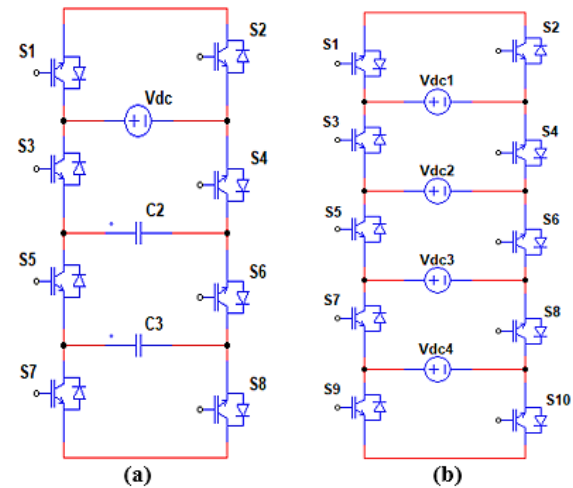 S1
S2
Vdc
+ -
S3
S4
C2
S5
S6
C3
S7
S8
(a)
S1
S2
Vdc1
+ -
S3
S4
Vdc2
+ -
S5
S6
Vdc3
+ -
S7
S8
Vdc4
+ -
S9
S10
(b)